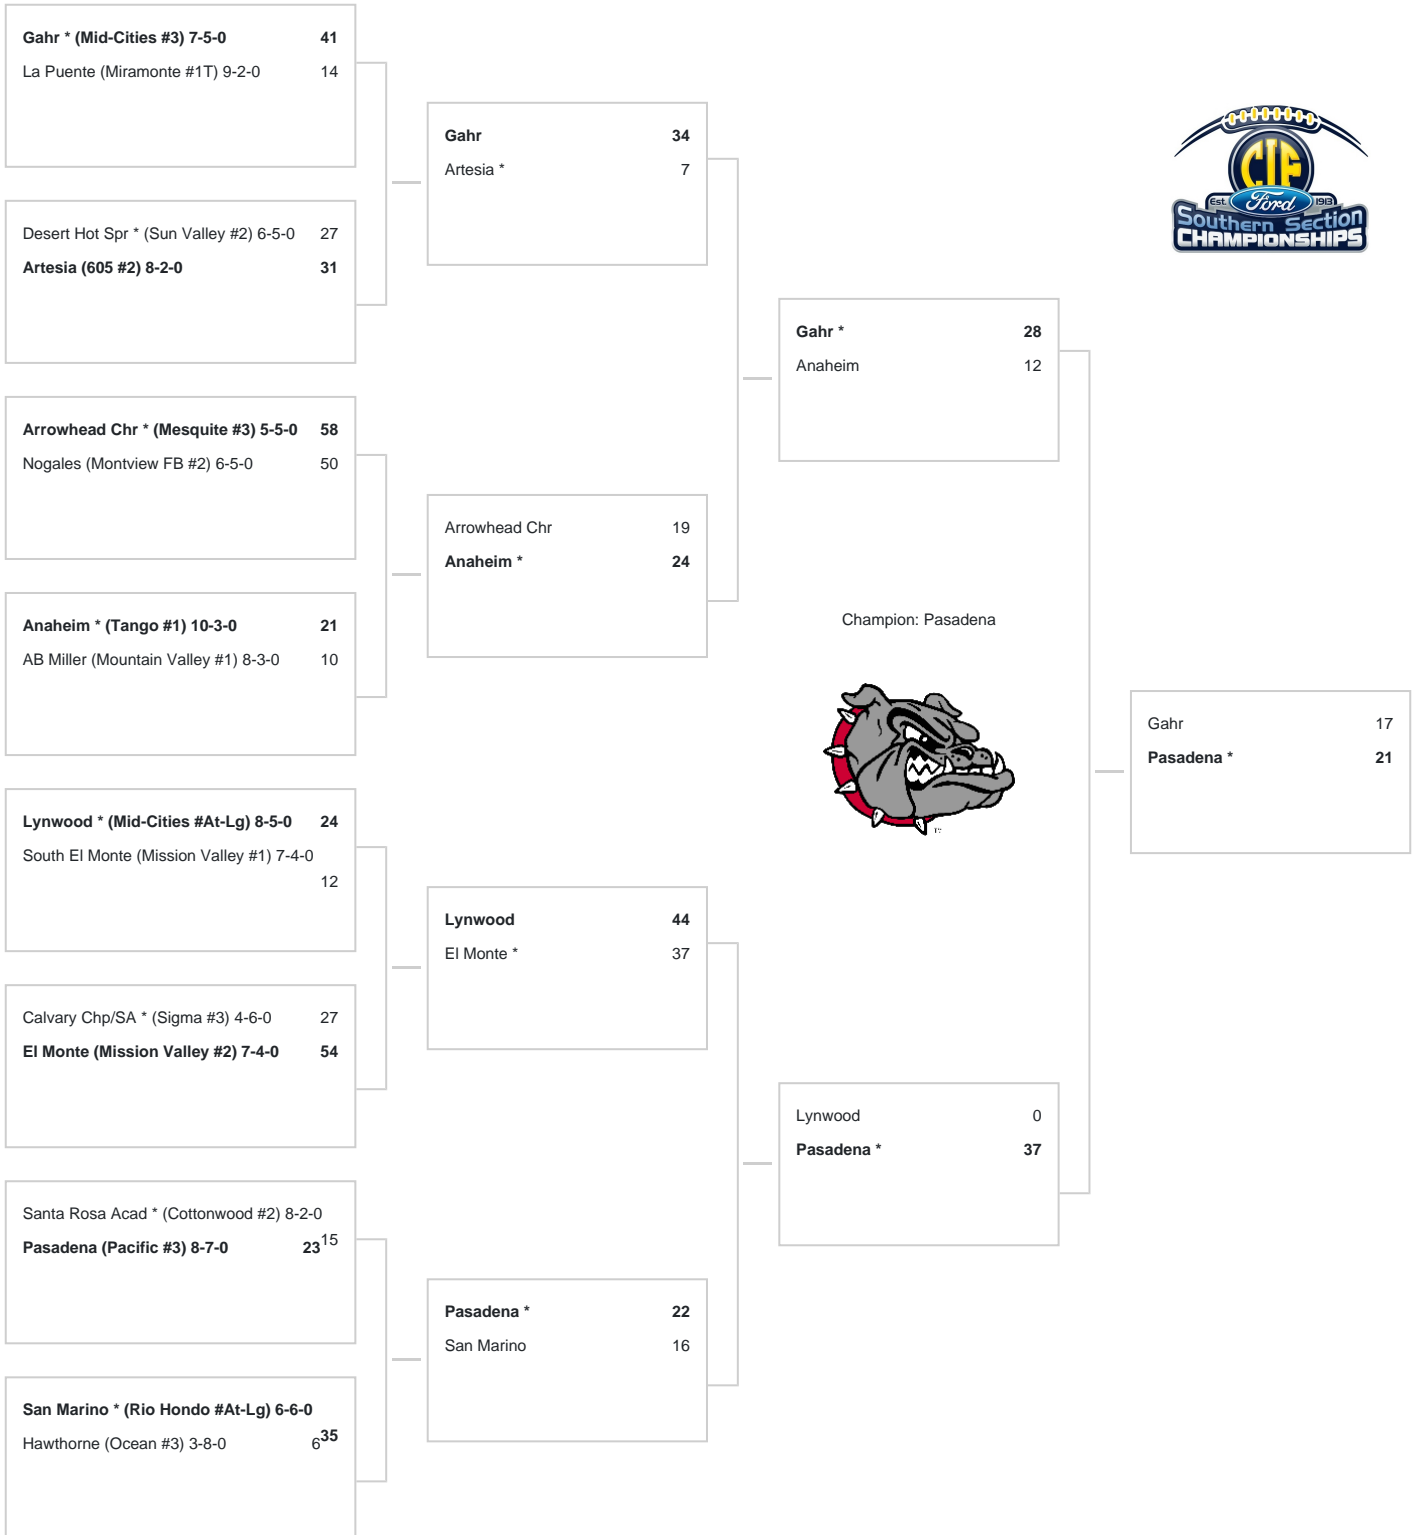 Gahr * (Mid-Cities #3) 7-5-0 41
La Puente (Miramonte #1T) 9-2-0 14
Desert Hot Spr * (Sun Valley #2) 6-5-0 27
Artesia (605 #2) 8-2-0 31
Arrowhead Chr * (Mesquite #3) 5-5-0 58
Nogales (Montview FB #2) 6-5-0 50
Anaheim * (Tango #1) 10-3-0 21
AB Miller (Mountain Valley #1) 8-3-0 10
Lynwood * (Mid-Cities #At-Lg) 8-5-0 24
South El Monte (Mission Valley #1) 7-4-0
12
Calvary Chp/SA * (Sigma #3) 4-6-0 27
El Monte (Mission Valley #2) 7-4-0 54
Santa Rosa Acad * (Cottonwood #2) 8-2-0
15
Pasadena (Pacific #3) 8-7-0 23
San Marino * (Rio Hondo #At-Lg) 6-6-0
35
Hawthorne (Ocean #3) 3-8-0 6
Gahr 34
Artesia * 7
Arrowhead Chr 19
Anaheim * 24
Lynwood 44
El Monte * 37
Pasadena * 22
San Marino 16
Gahr * 28
Anaheim 12
Lynwood 0
Pasadena * 37
Gahr 17
Pasadena * 21
Champion: Pasadena
CIF
Est. Ford 1913
Southern Section
CHAMPIONSHIPS